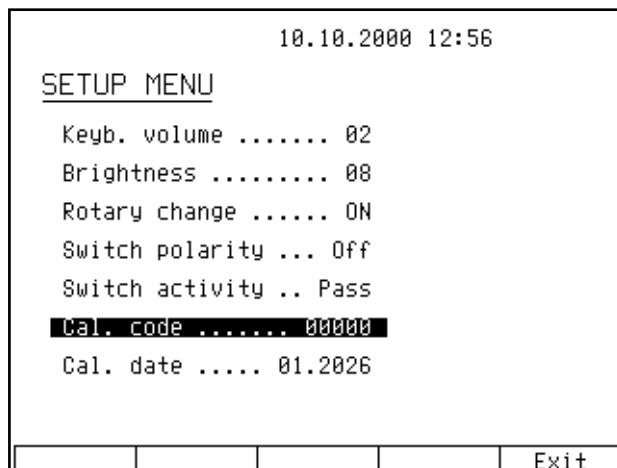 10.10.2000 12:56
SETUP MENU
Keyb. volume ....... 02
Brightness ......... 08
Rotary change ...... ON
Switch polarity ... Off
Switch activity .. Pass
Cal. code ....... 00000
Cal. date ..... 01.2026
Exit